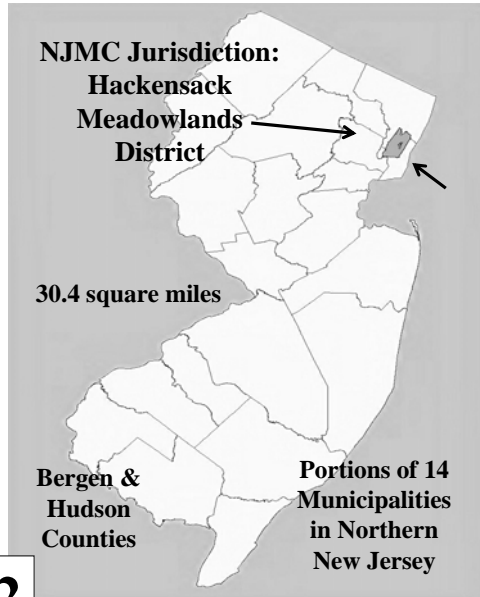 NJMC Jurisdiction:
Hackensack
Meadowlands
District
30.4 square miles
Bergen &
Hudson
Counties
Portions of 14
Municipalities
in Northern
New Jersey
2